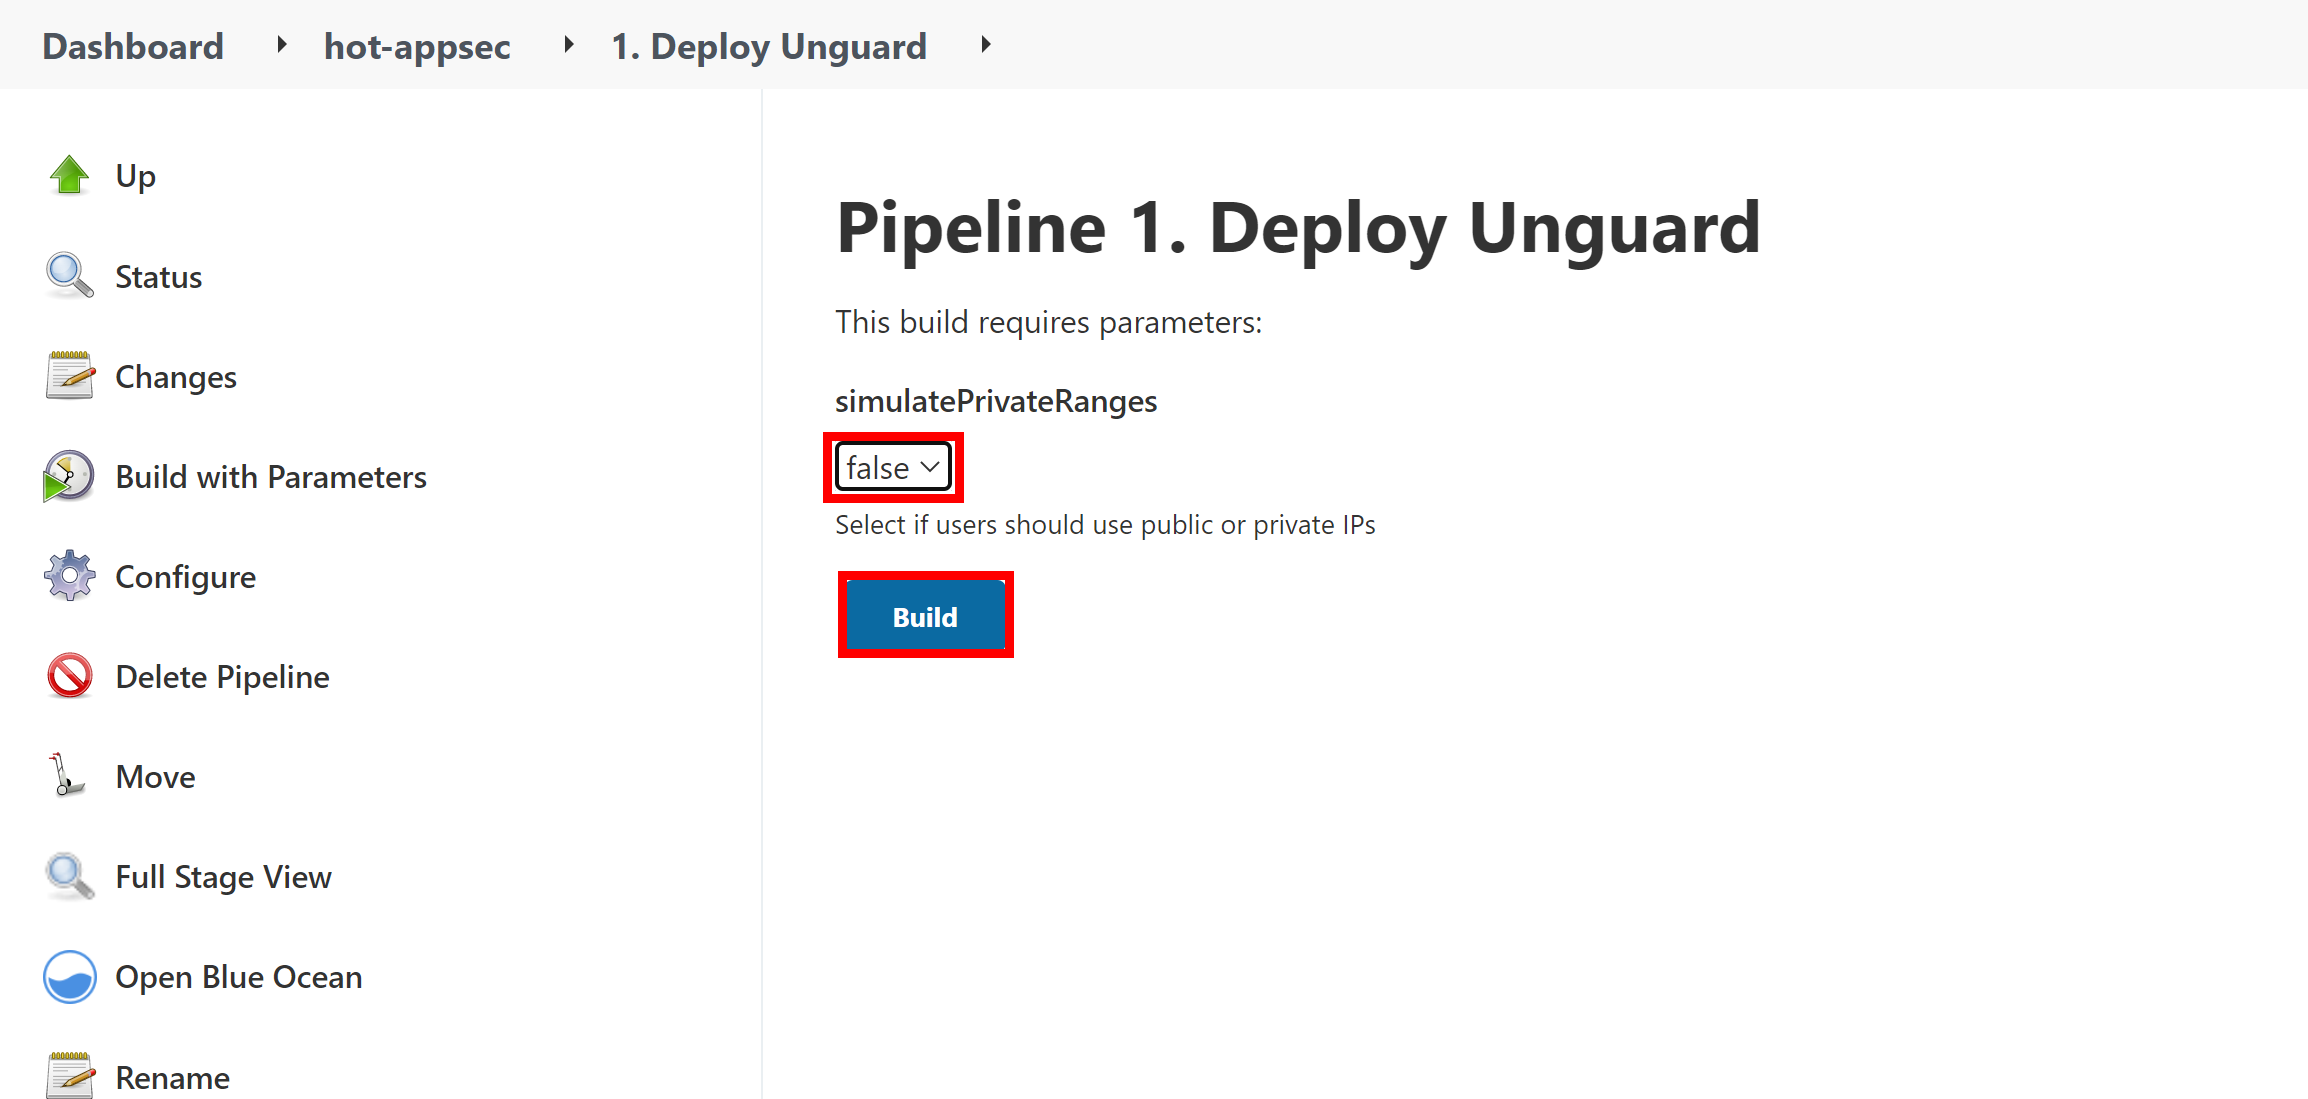 Dashboard hot-appsec 1. Deploy Unguard
Up
Status
Changes
Build with Parameters
Configure
Delete Pipeline
Move
Full Stage View
Open Blue Ocean
Rename
Pipeline 1. Deploy Unguard
This build requires parameters:
simulatePrivateRanges
false
Select if users should use public or private IPs
Build